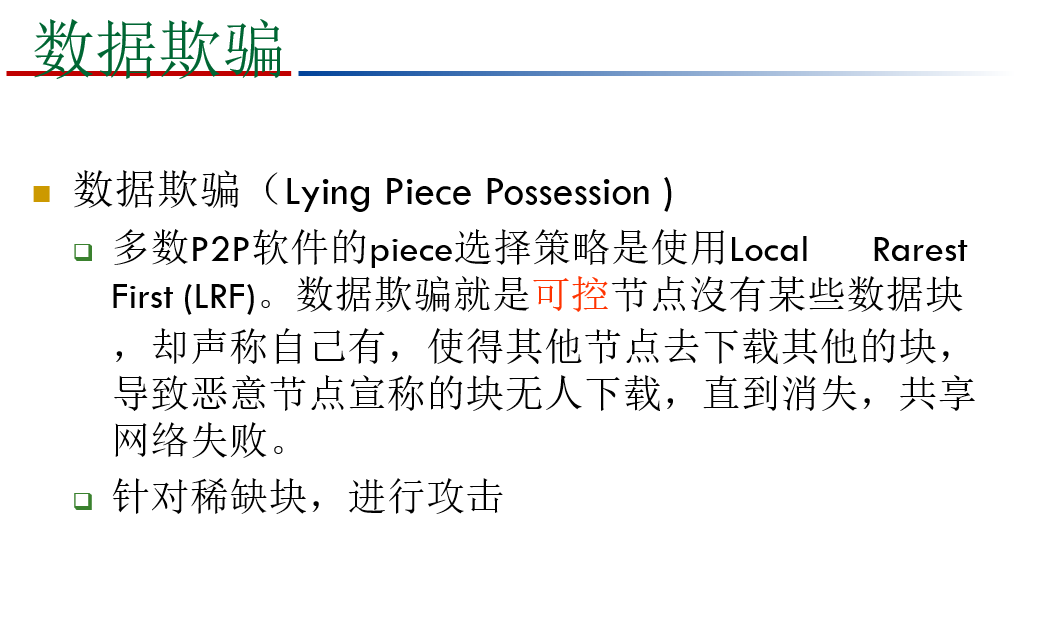 数据欺骗
数据欺骗（Lying Piece Possession )
多数P2P软件的piece选择策略是使用Local Rarest
First (LRF)。数据欺骗就是可控节点沒有某些数据块
，却声称自己有，使得其他节点去下载其他的块，
导致恶意节点宣称的块无人下载，直到消失，共享
网络失败。
针对稀缺块，进行攻击